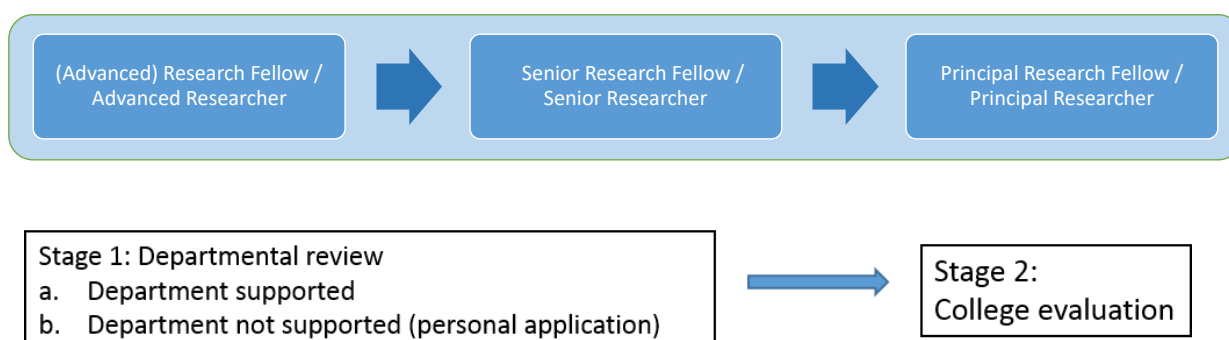 (Advanced) Research Fellow /
Advanced Researcher
Senior Research Fellow /
Senior Researcher
Principal Research Fellow /
Principal Researcher
Stage 1: Departmental review
a. Department supported
b. Department not supported (personal application)
Stage 2:
College evaluation